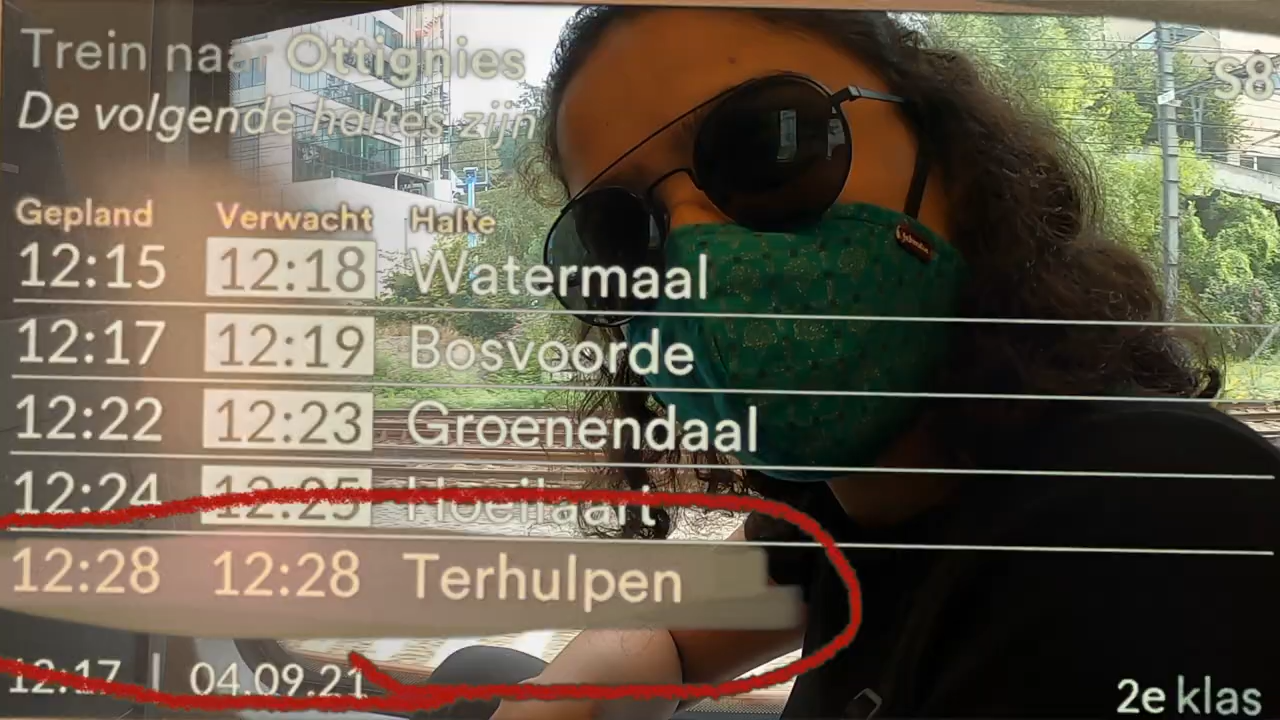 Trein naar Ottignies
S8
De volgende haltes zijn
Gepland Verwacht Halte
12:15 12:18 Watermaal
12:17 12:19 Bosvoorde
12:22 12:23 Groenendaal
12:24 12:25 Hoeilaart
12:28 12:28 Terhulpen
12:17 | 04.09.21
2e klas